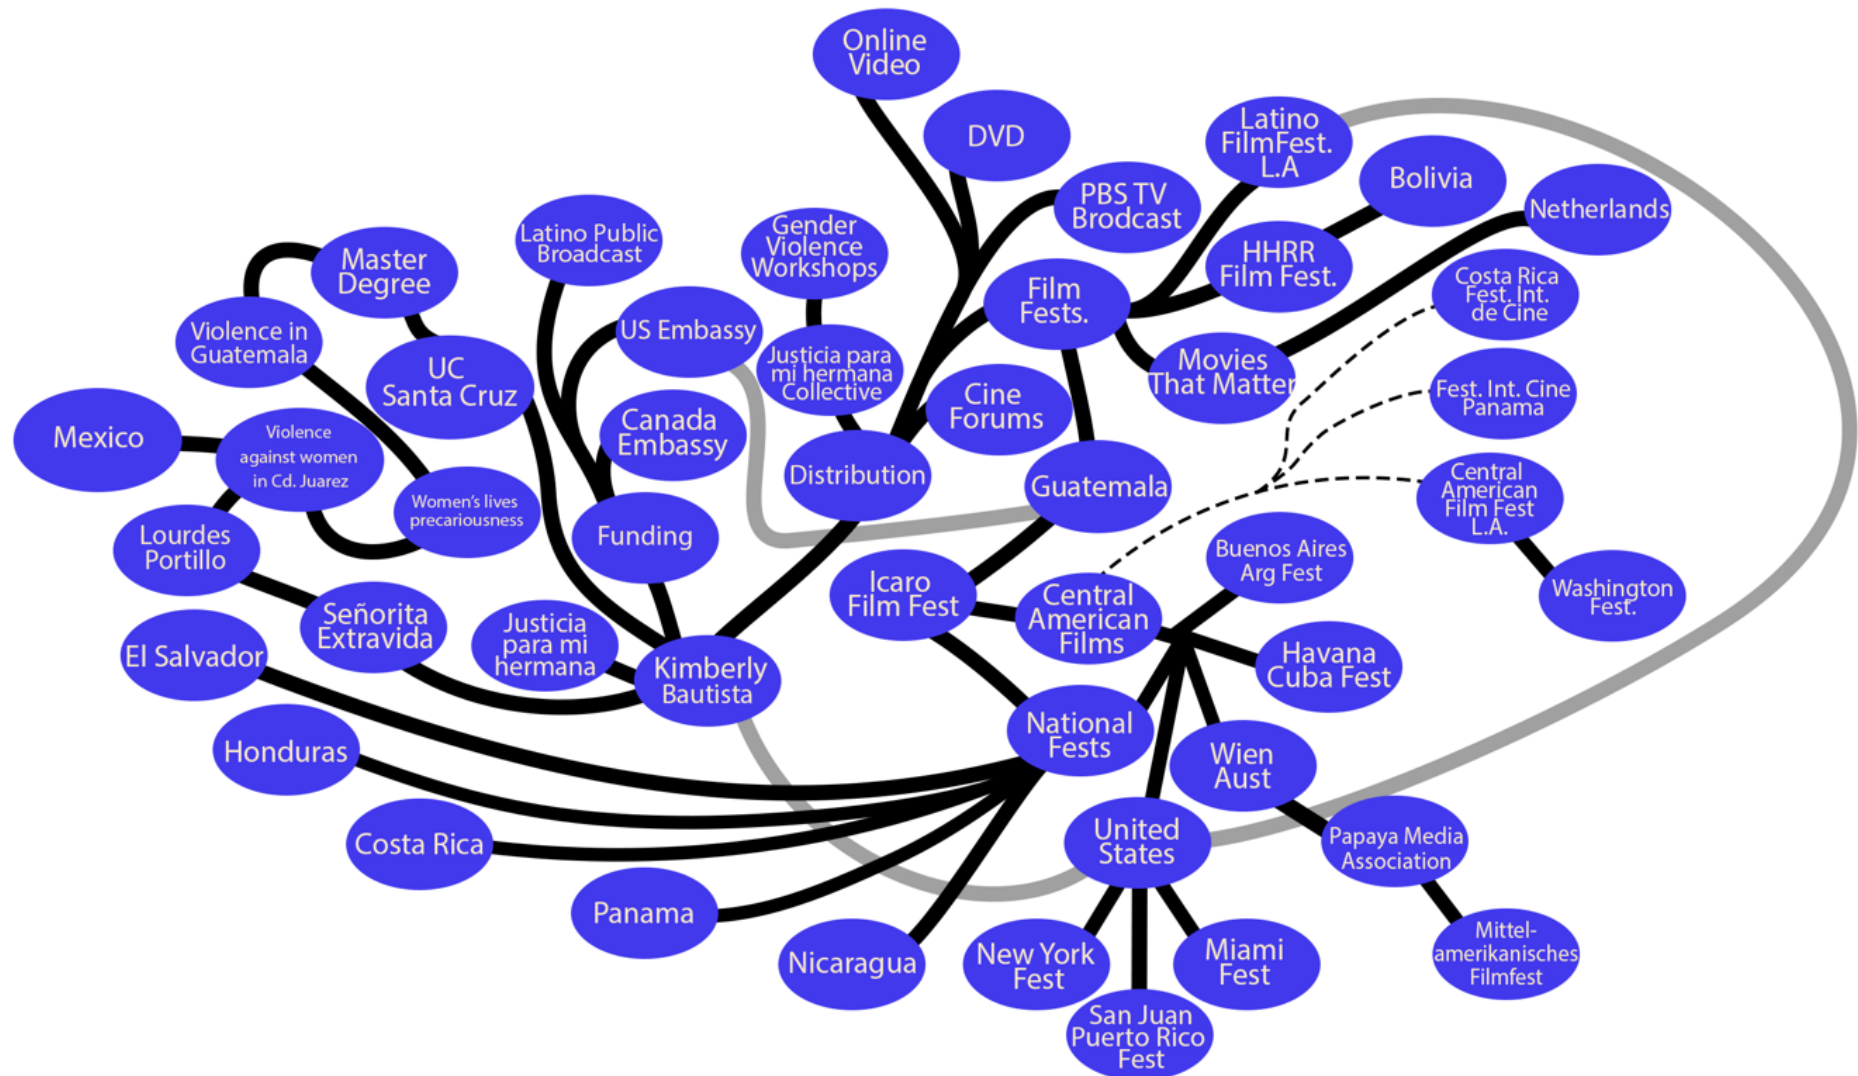 Online
Video
DVD
Latino
FilmFest.
L.A
Bolivia
PBS TV
Brodcast
Netherlands
Latino Public
Broadcast
Gender
Violence
Workshops
Master
Degree
HHRR
Film Fest.
Costa Rica
Fest. Int.
de Cine
Film
Fests.
US Embassy
Violence in
Guatemala
UC
Santa Cruz
Justicia para
mi hermana
Collective
Movies
That Matter
Cine
Forums
Fest. Int. Cine
Panama
Mexico
Violence
against women
in Cd. Juarez
Canada
Embassy
Distribution
Guatemala
Central
American
Film Fest
L.A.
Women's lives
precariousness
Lourdes
Portillo
Funding
Buenos Aires
Arg Fest
Icaro
Film Fest
Central
American
Films
Washington
Fest.
Señorita
Extravida
Justicia
para mi
hermana
El Salvador
Kimberly
Bautista
Havana
Cuba Fest
National
Fests
Honduras
Wien
Aust
Costa Rica
United
States
Papaya Media
Association
Panama
Nicaragua
New York
Fest
Miami
Fest
Mittel-
amerikanisches
Filmfest
San Juan
Puerto Rico
Fest